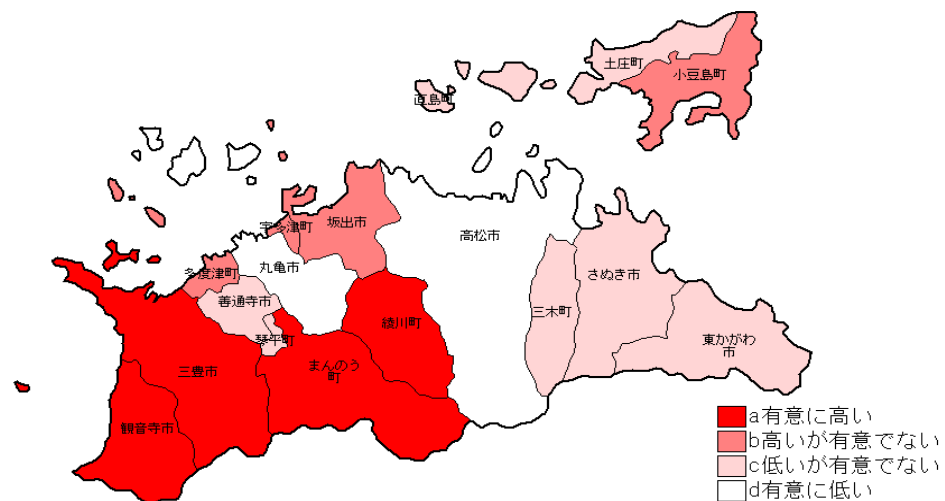 土庄町
小豆島町
直島町
宇多津町
坂出市
高松市
多度津町
丸亀市
善通寺市
さぬき市
三木町
綾川町
琴平町
東かがわ
市
三豊市
まんのう
町
観音寺市
a有意に高い
b高いが有意でない
c低いが有意でない
d有意に低い